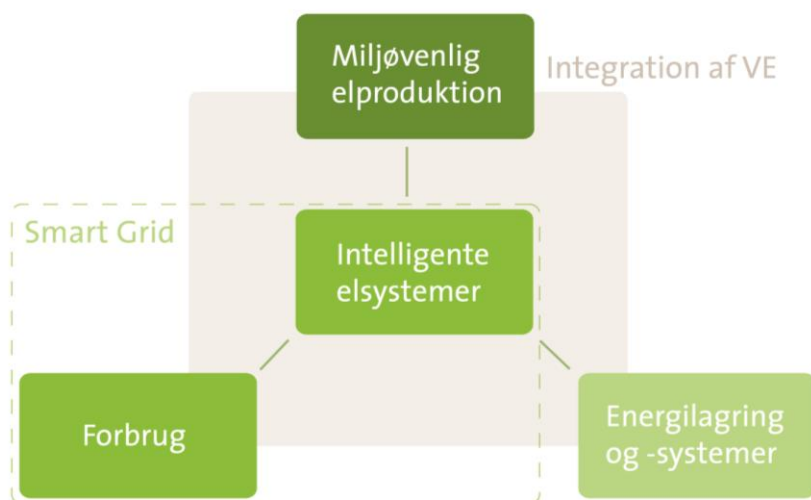 Miljøvenlig
elproduktion
Integration af VE
Smart Grid
Intelligente
elsystemer
Forbrug
Energilagring
og -systemer